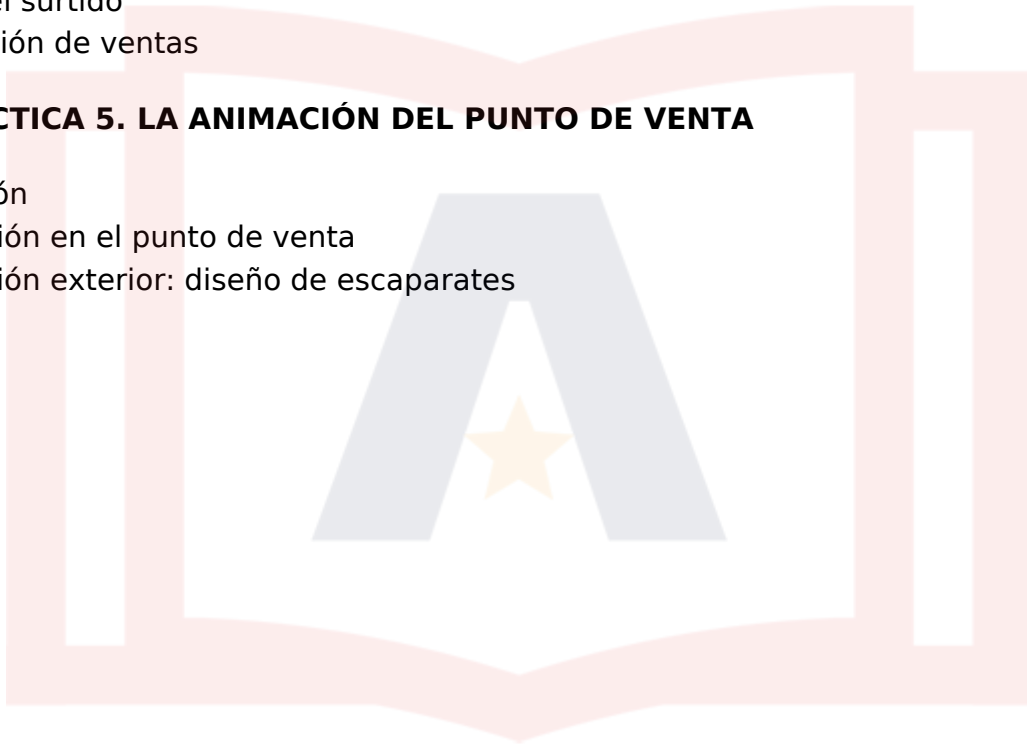 el surtido
ión de ventas
CTICA 5. LA ANIMACIÓN DEL PUNTO DE VENTA
ón
ión en el punto de venta
ión exterior: diseño de escaparates